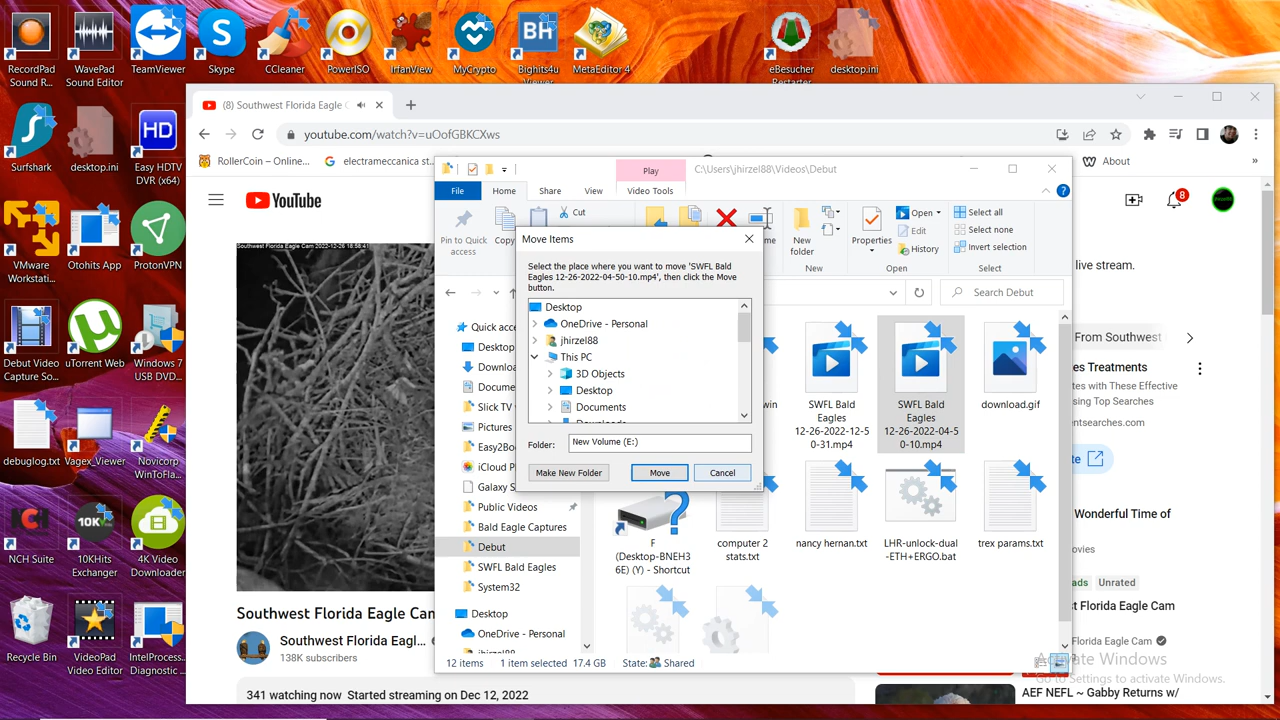 RecordPad
Sound R...
WavePad
Sound Editor
TeamViewer
Skype
CCleaner
PowerISO
IrfanView
MyCrypto
Bighits4u
Viewer
MetaEditor 4
eBesucher
Restarter
desktop.ini
Surfshark
desktop.ini
Easy HDTV
DVR (x64)
VMware
Workstati...
Otohits App
ProtonVPN
Debut Video
Capture So...
uTorrent Web
Windows 7
USB DVD...
debuglog.txt
Vagex_Viewer
Novicorp
WinToFla...
NCH Suite
10KHits
Exchanger
4K Video
Downloader
Recycle Bin
VideoPad
Video Editor
IntelProcess...
Diagnostic ...
(8) Southwest Florida Eagle C
youtube.com/watch?v=uOofGBKCXws
RollerCoin – Online...
electrameccanica st...
About
YouTube
8
Southwest Florida Eagle Cam 2022-12-26 18:58:41
live stream.
From Southwest
es Treatments
tes with These Effective
sing Top Searches
entsearches.com
te
Wonderful Time of
ovies
ads
Unrated
st Florida Eagle Cam
Florida Eagle Cam
AEF NEFL ~ Gabby Returns w/
Activate Windows
Go to Settings to activate Windows.
Southwest Florida Eagle Cam
Southwest Florida Eagl...
138K subscribers
341 watching now Started streaming on Dec 12, 2022
Play
C:\Users\jhirzel88\Videos\Debut
File
Home
Share
View
Video Tools
Pin to Quick
access
Copy
Cut
New
folder
New
Properties
Open
Edit
History
Open
Select all
Select none
Invert selection
Select
Search Debut
Quick acce
Desktop
Downloa
Docume
Slick TV
Pictures
Easy2Boo
iCloud P
Galaxy S
Public Videos
Bald Eagle Captures
Debut
SWFL Bald Eagles
System32
Desktop
OneDrive - Personal
jhirzel88
win
SWFL Bald
Eagles
12-26-2022-12-5
0-31.mp4
SWFL Bald
Eagles
12-26-2022-04-5
0-10.mp4
download.gif
F
(Desktop-BNEH3
6E) (Y) - Shortcut
computer 2
stats.txt
nancy hernan.txt
LHR-unlock-dual
-ETH+ERGO.bat
trex params.txt
12 items
1 item selected
17.4 GB
State:
Shared
Move Items
Select the place where you want to move 'SWFL Bald
Eagles 12-26-2022-04-50-10.mp4', then click the Move
button.
Desktop
OneDrive - Personal
jhirzel88
This PC
3D Objects
Desktop
Documents
Folder:
New Volume (E:)
Make New Folder
Move
Cancel